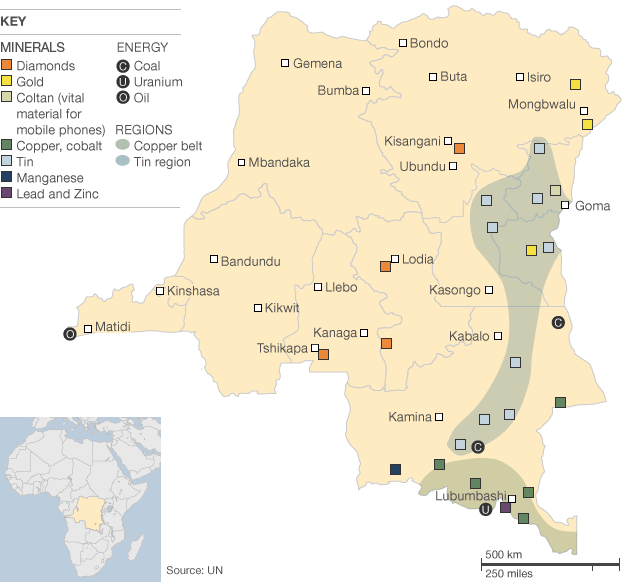 KEY
MINERALS
Diamonds
Gold
Coltan (vital
material for
mobile phones)
Copper, cobalt
Tin
Manganese
Lead and Zinc
ENERGY
C Coal
U Uranium
O Oil
REGIONS
Copper belt
Tin region
Bondo
Gemena
Buta
Isiro
Bumba
Mongbwalu
Kisangani
Ubundu
Mbandaka
Goma
Bandundu
Lodia
Kinshasa
Llebo
Kasongo
Kikwit
O
Matidi
Kanaga
Kabalo
C
Tshikapa
Kamina
C
Lubumbashi
U
Source: UN
500 km
250 miles